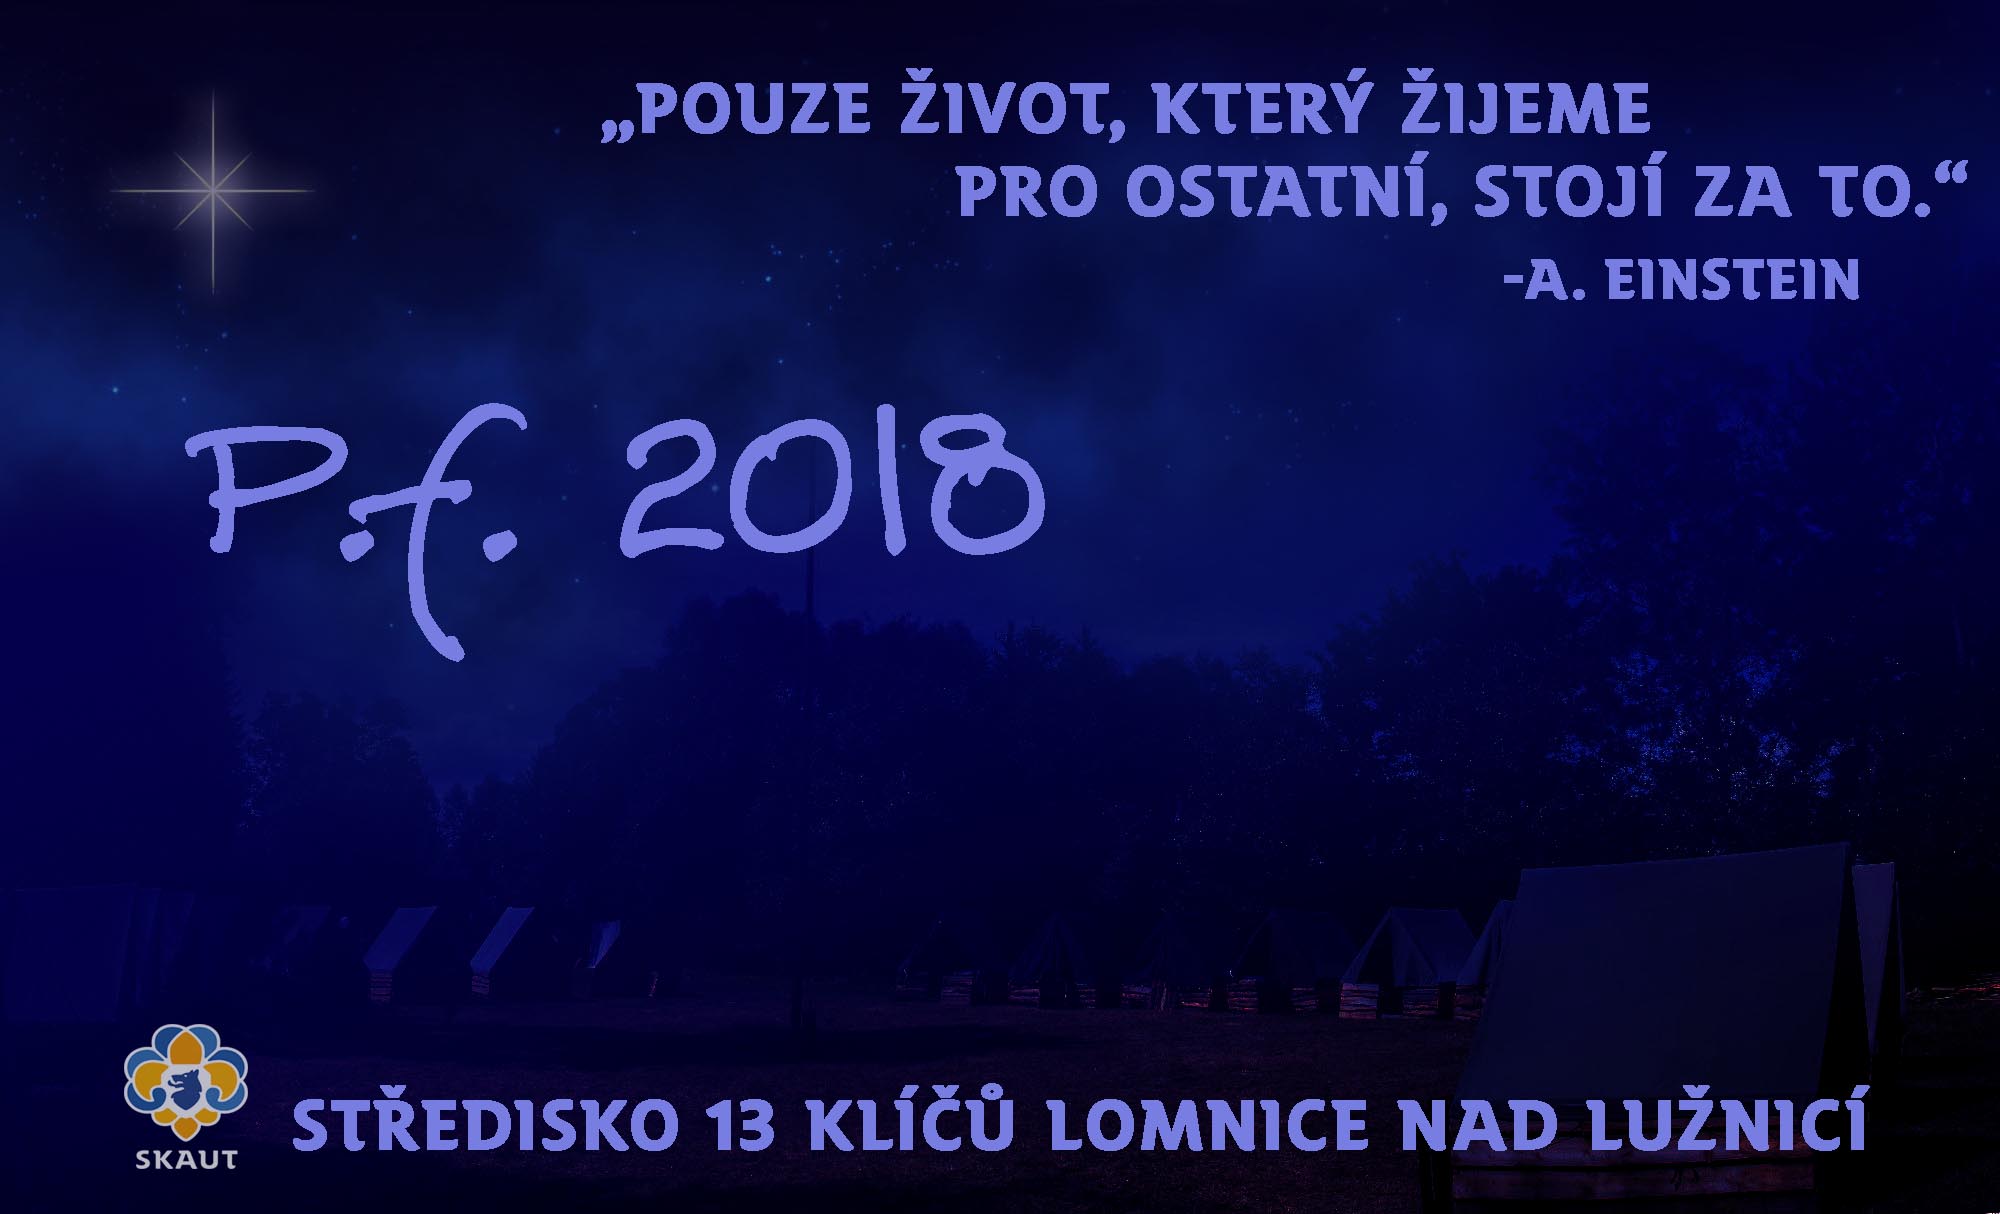 „POUZE ŽIVOT, KTERÝ ŽIJEME
PRO OSTATNÍ, STOJÍ ZA TO.“
-A. EINSTEIN
P.f. 2018
SKAUT
STŘEDISKO 13 KLÍČŮ LOMNICE NAD LUŽNICÍ